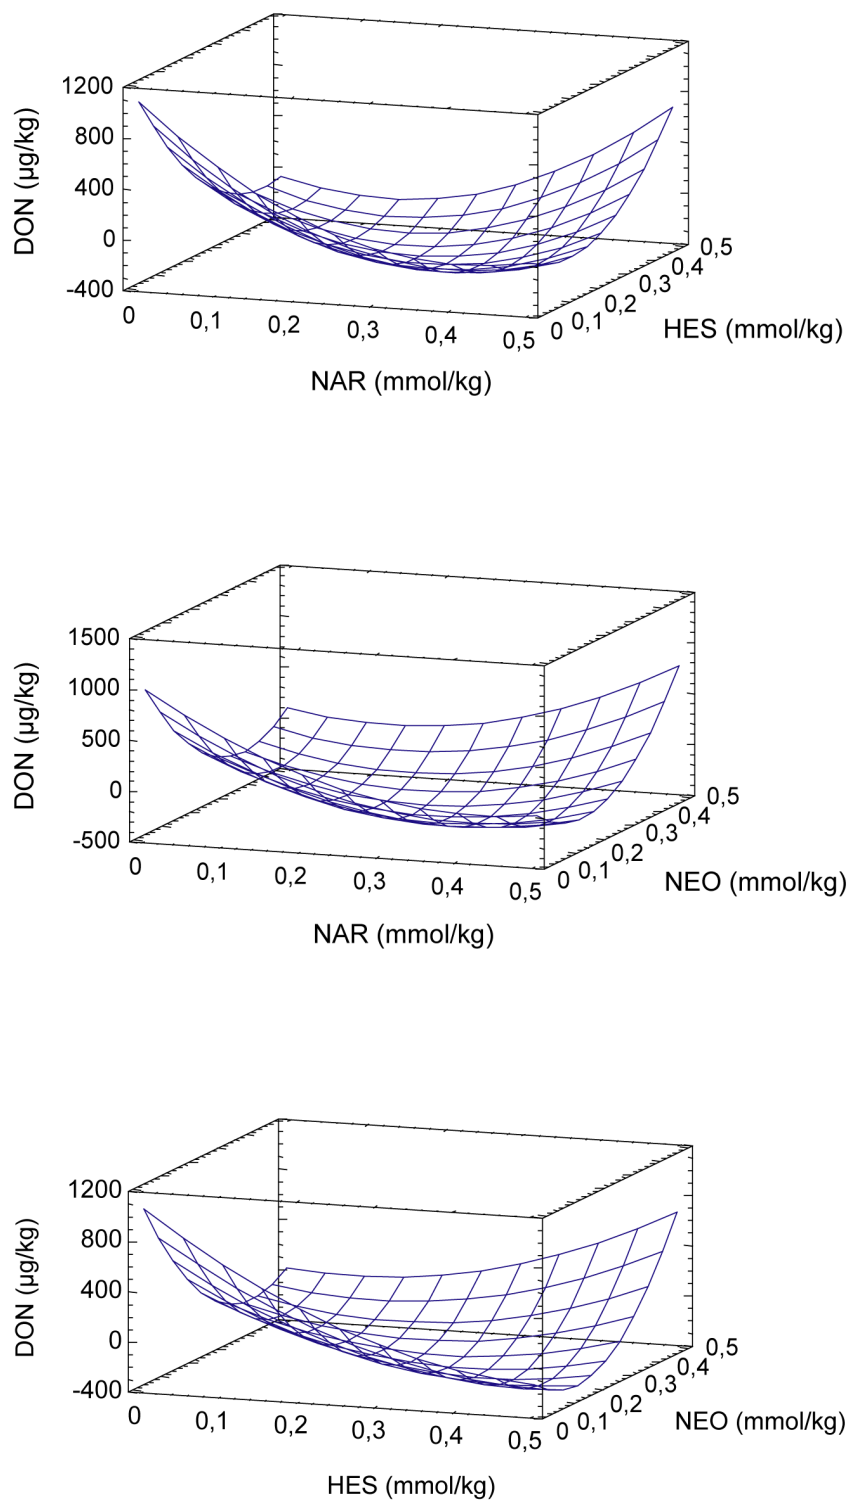 1200
800
400
0
-400
DON (µg/kg)
0 0,1 0,2 0,3 0,4 0,5
NAR (mmol/kg)
0 0,1 0,2 0,3 0,4 0,5
HES (mmol/kg)
1500
1000
500
0
-500
DON (µg/kg)
0 0,1 0,2 0,3 0,4 0,5
NAR (mmol/kg)
0 0,1 0,2 0,3 0,4 0,5
NEO (mmol/kg)
1200
800
400
0
-400
DON (µg/kg)
0 0,1 0,2 0,3 0,4 0,5
HES (mmol/kg)
0 0,1 0,2 0,3 0,4 0,5
NEO (mmol/kg)